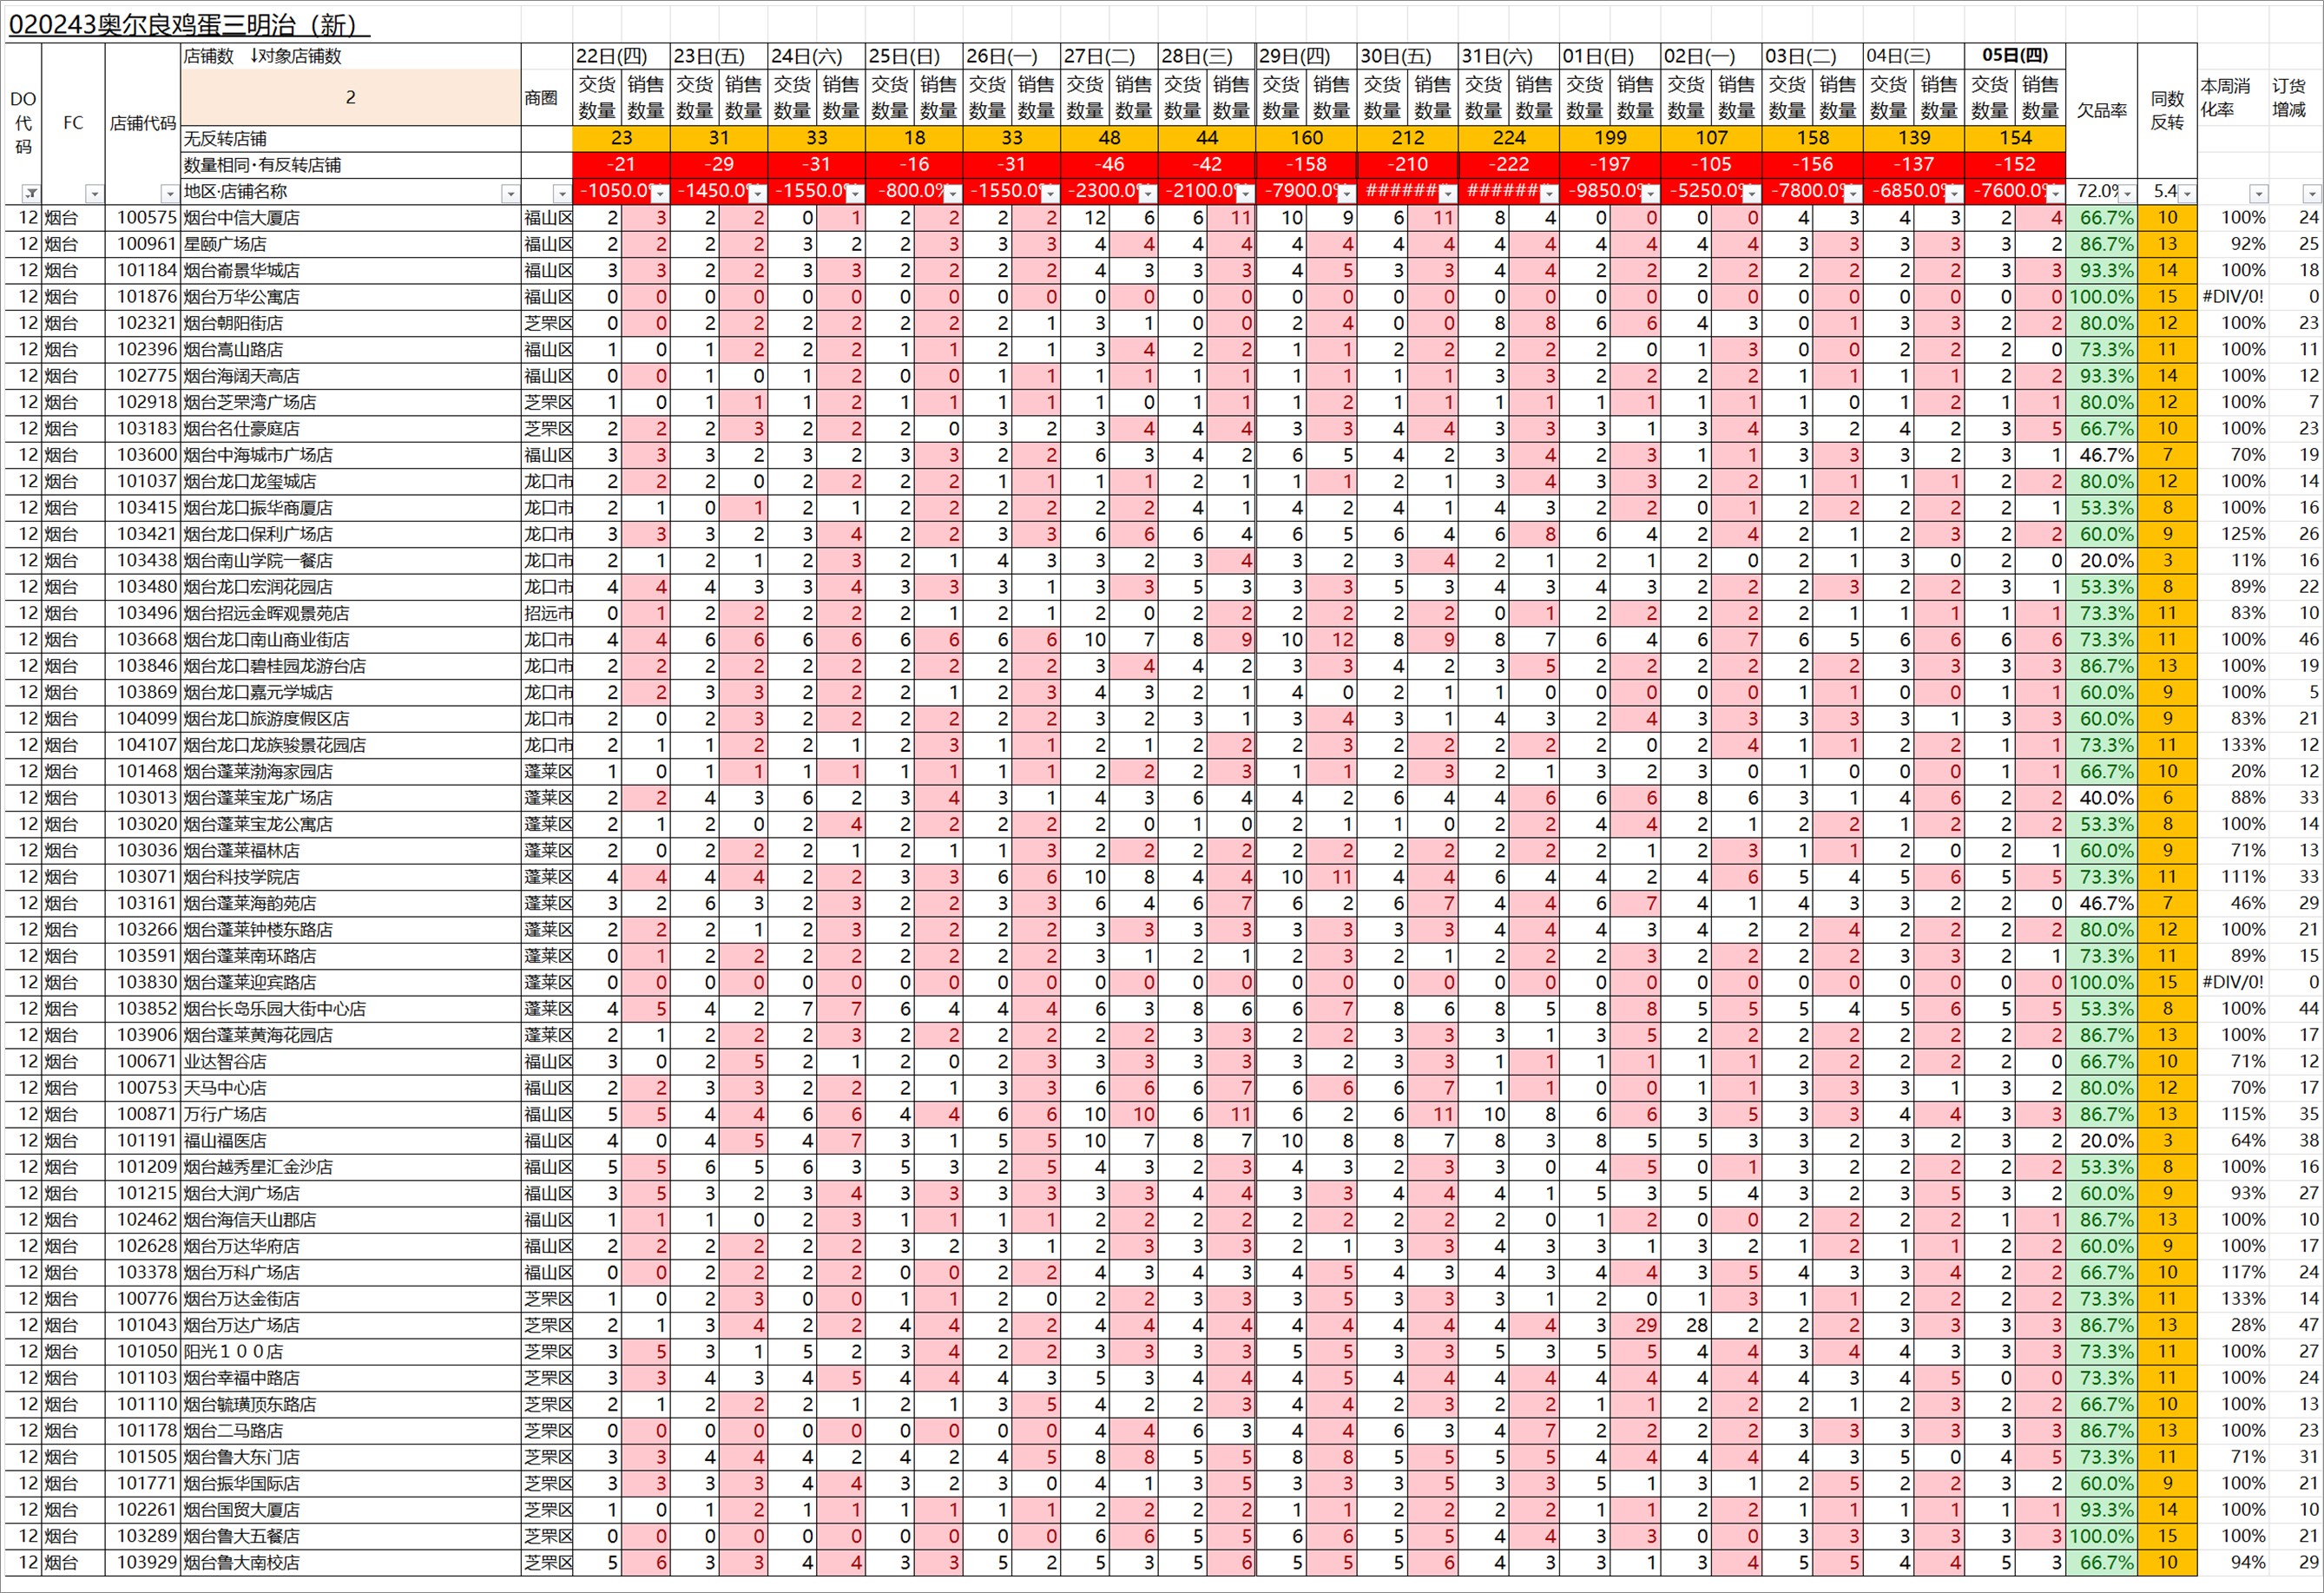 020243奥尔良鸡蛋三明治（新）
DO代码 FC 店铺代码 店铺数 ↓对象店铺数 商圈 22日(四) 23日(五) 24日(六) 25日(日) 26日(一) 27日(二) 28日(三) 29日(四) 30日(五) 31日(六) 01日(日) 02日(一) 03日(二) 04日(三) 05日(四) 欠品率 同数反转 本周消化率 订货增减
2 交货数量 销售数量 交货数量 销售数量 交货数量 销售数量 交货数量 销售数量 交货数量 销售数量 交货数量 销售数量 交货数量 销售数量 交货数量 销售数量 交货数量 销售数量 交货数量 销售数量 交货数量 销售数量 交货数量 销售数量 交货数量 销售数量 交货数量 销售数量 交货数量 销售数量
无反转店铺 23 31 33 18 33 48 44 160 212 224 199 107 158 139 154
数量相同·有反转店铺 -21 -29 -31 -16 -31 -46 -42 -158 -210 -222 -197 -105 -156 -137 -152
地区·店铺名称 -1050.0% -1450.0% -1550.0% -800.0% -1550.0% -2300.0% -2100.0% -7900.0% ###### ###### -9850.0% -5250.0% -7800.0% -6850.0% -7600.0% 72.0% 5.4
12 烟台 100575 烟台中信大厦店 福山区 2 3 2 2 0 1 2 2 2 2 12 6 6 11 10 9 6 11 8 4 0 0 0 0 4 3 4 3 2 4 66.7% 10 100% 24
12 烟台 100961 星颐广场店 福山区 2 2 2 2 3 2 2 3 3 3 4 4 4 4 4 4 4 4 4 4 4 4 4 4 3 3 3 3 3 2 86.7% 13 92% 25
12 烟台 101184 烟台嵛景华城店 福山区 3 3 2 2 3 3 2 2 2 2 4 3 3 3 4 5 3 3 4 4 2 2 2 2 2 2 2 2 3 3 93.3% 14 100% 18
12 烟台 101876 烟台万华公寓店 福山区 0 0 0 0 0 0 0 0 0 0 0 0 0 0 0 0 0 0 0 0 0 0 0 0 0 0 0 0 0 0 100.0% 15 #DIV/0! 0
12 烟台 102321 烟台朝阳街店 芝罘区 0 0 2 2 2 2 2 2 2 1 3 1 0 0 2 4 0 0 8 8 6 6 4 3 0 1 3 3 2 2 80.0% 12 100% 23
12 烟台 102396 烟台嵩山路店 福山区 1 0 1 2 2 2 1 1 2 1 3 4 2 2 1 1 2 2 2 2 2 0 1 3 0 0 2 2 2 0 73.3% 11 100% 11
12 烟台 102775 烟台海阔天高店 福山区 0 0 1 0 1 2 0 0 1 1 1 1 1 1 1 1 1 1 3 3 2 2 2 2 1 1 1 1 2 2 93.3% 14 100% 12
12 烟台 102918 烟台芝罘湾广场店 芝罘区 1 0 1 1 1 2 1 1 1 1 1 0 1 1 1 2 1 1 1 1 1 1 1 1 1 0 1 2 1 1 80.0% 12 100% 7
12 烟台 103183 烟台名仕豪庭店 芝罘区 2 2 2 3 2 2 2 0 3 2 3 4 4 4 3 3 4 4 3 3 3 1 3 4 3 2 4 2 3 5 66.7% 10 100% 23
12 烟台 103600 烟台中海城市广场店 福山区 3 3 3 2 3 2 3 3 2 2 6 3 4 2 6 5 4 2 3 4 2 3 1 1 3 3 3 2 3 1 46.7% 7 70% 19
12 烟台 101037 烟台龙口龙玺城店 龙口市 2 2 2 0 2 2 2 2 1 1 1 1 2 1 1 1 2 1 3 4 3 3 2 2 1 1 1 1 2 2 80.0% 12 100% 14
12 烟台 103415 烟台龙口振华商厦店 龙口市 2 1 0 1 2 1 2 2 2 2 2 2 4 1 4 2 4 1 4 3 2 2 0 1 2 2 2 2 2 1 53.3% 8 100% 16
12 烟台 103421 烟台龙口保利广场店 龙口市 3 3 3 2 3 4 2 2 3 3 6 6 6 4 6 5 6 4 6 8 6 4 2 4 2 1 2 3 2 2 60.0% 9 125% 26
12 烟台 103438 烟台南山学院一餐店 龙口市 2 1 2 1 2 3 2 1 4 3 3 2 3 4 3 2 3 4 2 1 2 1 2 0 2 1 3 0 2 0 20.0% 3 11% 16
12 烟台 103480 烟台龙口宏润花园店 龙口市 4 4 4 3 3 4 3 3 3 1 3 3 5 3 3 3 5 3 4 3 4 3 2 2 2 3 2 2 3 1 53.3% 8 89% 22
12 烟台 103496 烟台招远金晖观景苑店 招远市 0 1 2 2 2 2 2 1 2 1 2 0 2 2 2 2 2 2 0 1 2 2 2 2 2 1 1 1 1 1 73.3% 11 83% 10
12 烟台 103668 烟台龙口南山商业街店 龙口市 4 4 6 6 6 6 6 6 6 6 10 7 8 9 10 12 8 9 8 7 6 4 6 7 6 5 6 6 6 6 73.3% 11 100% 46
12 烟台 103846 烟台龙口碧桂园龙游台店 龙口市 2 2 2 2 2 2 2 2 2 2 3 4 4 2 3 3 4 2 3 5 2 2 2 2 2 2 3 3 3 3 86.7% 13 100% 19
12 烟台 103869 烟台龙口嘉元学城店 龙口市 2 2 3 3 2 2 2 1 2 3 4 3 2 1 4 0 2 1 1 0 0 0 0 0 1 1 0 0 1 1 60.0% 9 100% 5
12 烟台 104099 烟台龙口旅游度假区店 龙口市 2 0 2 3 2 2 2 2 2 2 3 2 3 1 3 4 3 1 4 3 2 4 3 3 3 3 3 1 3 3 60.0% 9 83% 21
12 烟台 104107 烟台龙口龙族骏景花园店 龙口市 2 1 1 2 2 1 2 3 1 1 2 1 2 2 2 3 2 2 2 2 2 0 2 4 1 1 2 2 1 1 73.3% 11 133% 12
12 烟台 101468 烟台蓬莱渤海家园店 蓬莱区 1 0 1 1 1 1 1 1 1 1 2 2 2 3 1 1 2 3 2 1 3 2 3 0 1 0 0 0 1 1 66.7% 10 20% 12
12 烟台 103013 烟台蓬莱宝龙广场店 蓬莱区 2 2 4 3 6 2 3 4 3 1 4 3 6 4 4 2 6 4 4 6 6 6 8 6 3 1 4 6 2 2 40.0% 6 88% 33
12 烟台 103020 烟台蓬莱宝龙公寓店 蓬莱区 2 1 2 0 2 4 2 2 2 2 2 0 1 0 2 1 1 0 2 2 4 4 2 1 2 2 1 2 2 2 53.3% 8 100% 14
12 烟台 103036 烟台蓬莱福林店 蓬莱区 2 0 2 2 2 1 2 1 1 3 2 2 2 2 2 2 2 2 2 2 2 1 2 3 1 1 2 0 2 1 60.0% 9 71% 13
12 烟台 103071 烟台科技学院店 蓬莱区 4 4 4 4 2 2 3 3 6 6 10 8 4 4 10 11 4 4 6 4 4 2 4 6 5 4 5 6 5 5 73.3% 11 111% 33
12 烟台 103161 烟台蓬莱海韵苑店 蓬莱区 3 2 6 3 2 3 2 2 3 3 6 4 6 7 6 2 6 7 4 4 6 7 4 1 4 3 3 2 2 0 46.7% 7 46% 29
12 烟台 103266 烟台蓬莱钟楼东路店 蓬莱区 2 2 2 1 2 3 2 2 2 2 3 3 3 3 3 3 3 3 4 4 4 3 4 2 2 4 2 2 2 2 80.0% 12 100% 21
12 烟台 103591 烟台蓬莱南环路店 蓬莱区 0 1 2 2 2 2 2 2 2 2 3 1 2 1 2 3 2 1 2 2 2 3 2 2 2 2 3 3 2 1 73.3% 11 89% 15
12 烟台 103830 烟台蓬莱迎宾路店 蓬莱区 0 0 0 0 0 0 0 0 0 0 0 0 0 0 0 0 0 0 0 0 0 0 0 0 0 0 0 0 0 0 100.0% 15 #DIV/0! 0
12 烟台 103852 烟台长岛乐园大街中心店 蓬莱区 4 5 4 2 7 7 6 4 4 4 6 3 8 6 6 7 8 6 8 5 8 8 5 5 5 4 5 6 5 5 53.3% 8 100% 44
12 烟台 103906 烟台蓬莱黄海花园店 蓬莱区 2 1 2 2 2 3 2 2 2 2 2 2 3 3 2 2 3 3 3 1 3 5 2 2 2 2 2 2 2 2 86.7% 13 100% 17
12 烟台 100671 业达智谷店 福山区 3 0 2 5 2 1 2 0 2 3 3 3 3 3 3 2 3 3 1 1 1 1 1 1 2 2 2 2 2 0 66.7% 10 71% 12
12 烟台 100753 天马中心店 福山区 2 2 3 3 2 2 2 1 3 3 6 6 6 7 6 6 6 7 1 1 0 0 1 1 3 3 3 1 3 2 80.0% 12 70% 17
12 烟台 100871 万行广场店 福山区 5 5 4 4 6 6 4 4 6 6 10 10 6 11 6 2 6 11 10 8 6 6 3 5 3 3 4 4 3 3 86.7% 13 115% 35
12 烟台 101191 福山福医店 福山区 4 0 4 5 4 7 3 1 5 5 10 7 8 7 10 8 8 7 8 3 8 5 5 3 3 2 3 2 3 2 20.0% 3 64% 38
12 烟台 101209 烟台越秀星汇金沙店 福山区 5 5 6 5 6 3 5 3 2 5 4 3 2 3 4 3 2 3 3 0 4 5 0 1 3 2 2 2 2 2 53.3% 8 100% 16
12 烟台 101215 烟台大润广场店 福山区 3 5 3 2 3 4 3 3 3 3 3 3 4 4 3 3 4 4 4 1 5 3 5 4 3 2 3 5 3 2 60.0% 9 93% 27
12 烟台 102462 烟台海信天山郡店 福山区 1 1 1 0 2 3 1 1 1 1 2 2 2 2 2 2 2 2 2 0 1 2 0 0 2 2 2 2 1 1 86.7% 13 100% 10
12 烟台 102628 烟台万达华府店 福山区 2 2 2 2 2 2 3 2 3 1 2 3 3 3 2 1 3 3 4 3 3 1 3 2 1 2 1 1 2 2 60.0% 9 100% 17
12 烟台 103378 烟台万科广场店 福山区 0 0 2 2 2 2 0 0 2 2 4 3 4 3 4 5 4 3 4 3 4 4 3 5 4 3 3 4 2 2 66.7% 10 117% 24
12 烟台 100776 烟台万达金街店 芝罘区 1 0 2 3 0 0 1 1 2 0 2 2 3 3 3 5 3 3 3 1 2 0 1 3 1 1 2 2 2 2 73.3% 11 133% 14
12 烟台 101043 烟台万达广场店 芝罘区 2 1 3 4 2 2 4 4 2 2 4 4 4 4 4 4 4 4 4 4 3 29 28 2 2 2 3 3 3 3 86.7% 13 28% 47
12 烟台 101050 阳光１００店 芝罘区 3 5 3 1 5 2 3 4 2 2 3 3 3 3 5 5 3 3 5 3 5 5 4 4 3 4 4 3 3 3 73.3% 11 100% 27
12 烟台 101103 烟台幸福中路店 芝罘区 3 3 4 3 4 5 4 4 4 3 5 3 4 4 4 5 4 4 4 4 4 4 4 4 4 3 4 5 0 0 73.3% 11 100% 24
12 烟台 101110 烟台毓璜顶东路店 芝罘区 2 1 2 2 2 1 2 1 3 5 4 2 2 3 4 4 2 3 2 2 1 1 2 2 2 1 2 3 2 2 66.7% 10 100% 13
12 烟台 101178 烟台二马路店 芝罘区 0 0 0 0 0 0 0 0 0 0 4 4 6 3 4 4 6 3 4 7 2 2 2 2 3 3 3 3 3 3 86.7% 13 100% 23
12 烟台 101505 烟台鲁大东门店 芝罘区 3 3 4 4 4 2 4 2 4 5 8 8 5 5 8 8 5 5 5 5 4 4 4 4 4 3 5 0 4 5 73.3% 11 71% 31
12 烟台 101771 烟台振华国际店 芝罘区 3 3 3 3 4 4 3 2 3 0 4 1 3 5 3 3 3 5 3 3 5 1 3 1 2 5 2 2 3 2 60.0% 9 100% 21
12 烟台 102261 烟台国贸大厦店 芝罘区 1 0 1 2 1 1 1 1 1 1 2 2 2 2 1 1 2 2 2 2 1 1 2 2 1 1 1 1 1 1 93.3% 14 100% 10
12 烟台 103289 烟台鲁大五餐店 芝罘区 0 0 0 0 0 0 0 0 0 0 6 6 5 5 6 6 5 5 4 4 3 3 0 0 3 3 3 3 3 3 100.0% 15 100% 21
12 烟台 103929 烟台鲁大南校店 芝罘区 5 6 3 3 4 4 3 3 5 2 5 3 5 6 5 5 5 6 4 3 3 1 3 4 5 5 4 4 5 3 66.7% 10 94% 29